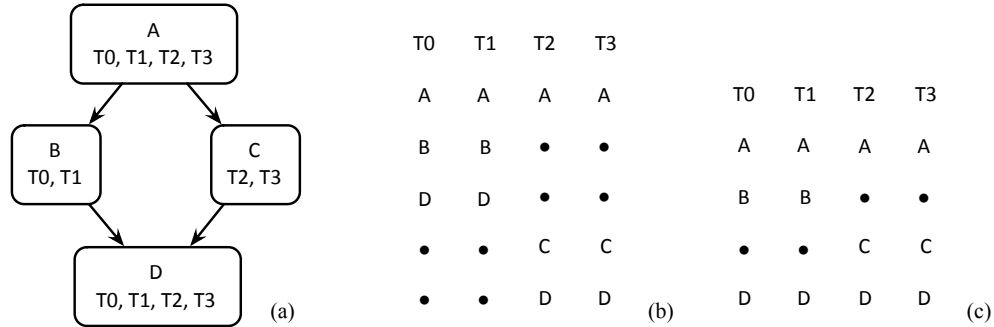 A
T0, T1, T2, T3
B
T0, T1
C
T2, T3
D
T0, T1, T2, T3
(a)
T0 T1 T2 T3
A A A A
B B • •
D D • •
• • C C
• • D D
(b)
T0 T1 T2 T3
A A A A
B B • •
• • C C
D D D D
(c)